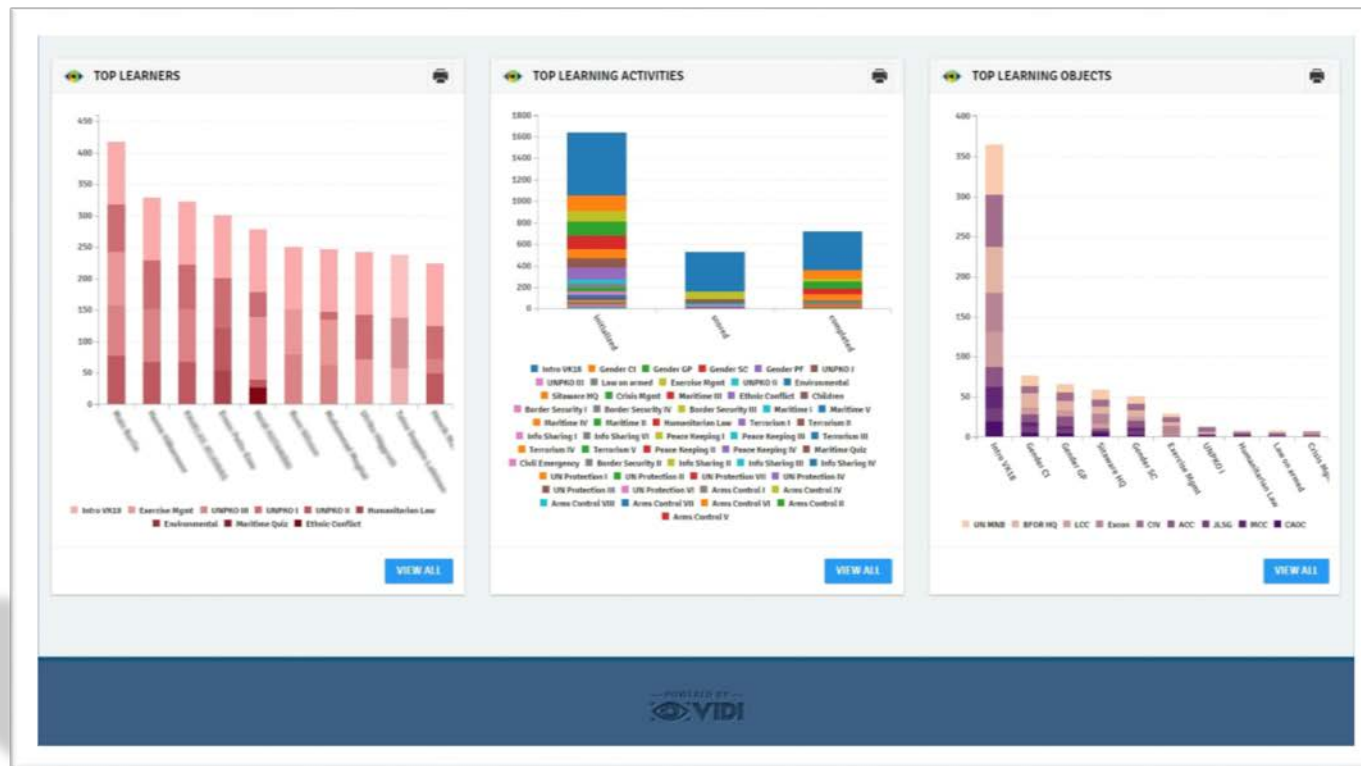 TOP LEARNERS
450
400
350
300
250
200
150
100
50
0
Intro VK18 Exercise Mgmt UNPKO III UNPKO I UNPKO II Humanitarian Law
Environmental Maritime Quiz Ethnic Conflict
VIEW ALL
TOP LEARNING ACTIVITIES
1800
1600
1400
1200
1000
800
600
400
200
0
initialized
scored
completed
Intro VK18 Gender CI Gender GP Gender SC Gender PF UNPKO I
UNPKO III Law on armed Exercise Mgmt UNPKO II Environmental
Sitaware HQ Crisis Mgmt Maritime III Ethnic Conflict Children
Border Security I Border Security IV Border Security III Maritime I Maritime V
Maritime IV Maritime II Humanitarian Law Terrorism I Terrorism II
Info Sharing I Info Sharing VI Peace Keeping I Peace Keeping III Terrorism III
Terrorism IV Terrorism V Peace Keeping II Peace Keeping IV Maritime Quiz
Civil Emergency Border Security II Info Sharing II Info Sharing III Info Sharing IV
UN Protection I UN Protection II UN Protection VII UN Protection IV
UN Protection III UN Protection VI Arms Control I Arms Control IV
Arms Control VIII Arms Control VII Arms Control VI Arms Control II
Arms Control V
VIEW ALL
TOP LEARNING OBJECTS
400
350
300
250
200
150
100
50
0
Intro VK18
Gender CI
Gender GP
Sitaware HQ
Gender SC
Exercise Mgmt
UNPKO I
Humanitarian Law
Law on armed
Crisis Mgm..
UN MNB BFOR HQ LCC Excon CIV ACC JLSG MCC CAOC
VIEW ALL
POWERED BY
VIDI